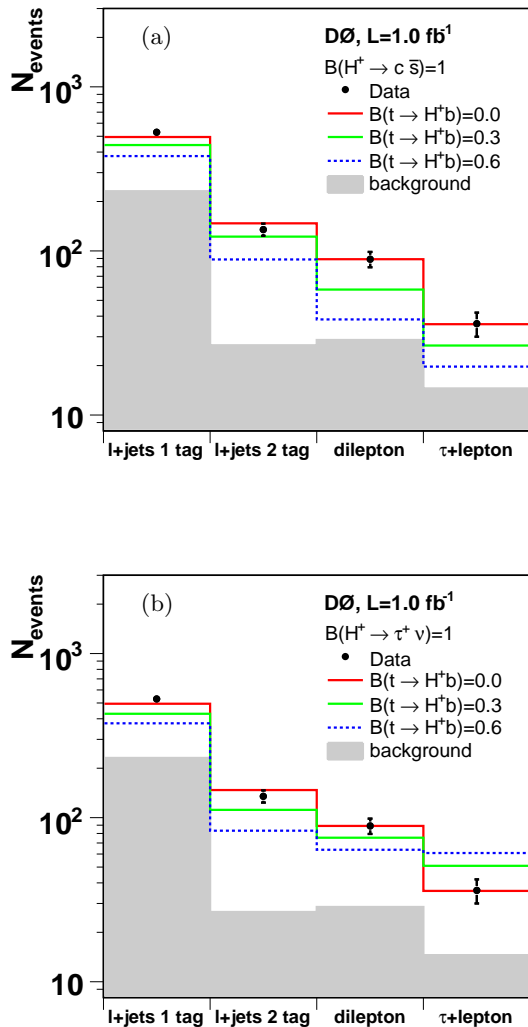 (a)
DØ, L=1.0 fb⁻¹
B(H⁺ → c s̅)=1
Data
B(t → H⁺b)=0.0
B(t → H⁺b)=0.3
B(t → H⁺b)=0.6
background
N_events
10³
10²
10
l+jets 1 tag l+jets 2 tag dilepton τ+lepton
(b)
DØ, L=1.0 fb⁻¹
B(H⁺ → τ⁺ ν)=1
Data
B(t → H⁺b)=0.0
B(t → H⁺b)=0.3
B(t → H⁺b)=0.6
background
N_events
10³
10²
10
l+jets 1 tag l+jets 2 tag dilepton τ+lepton